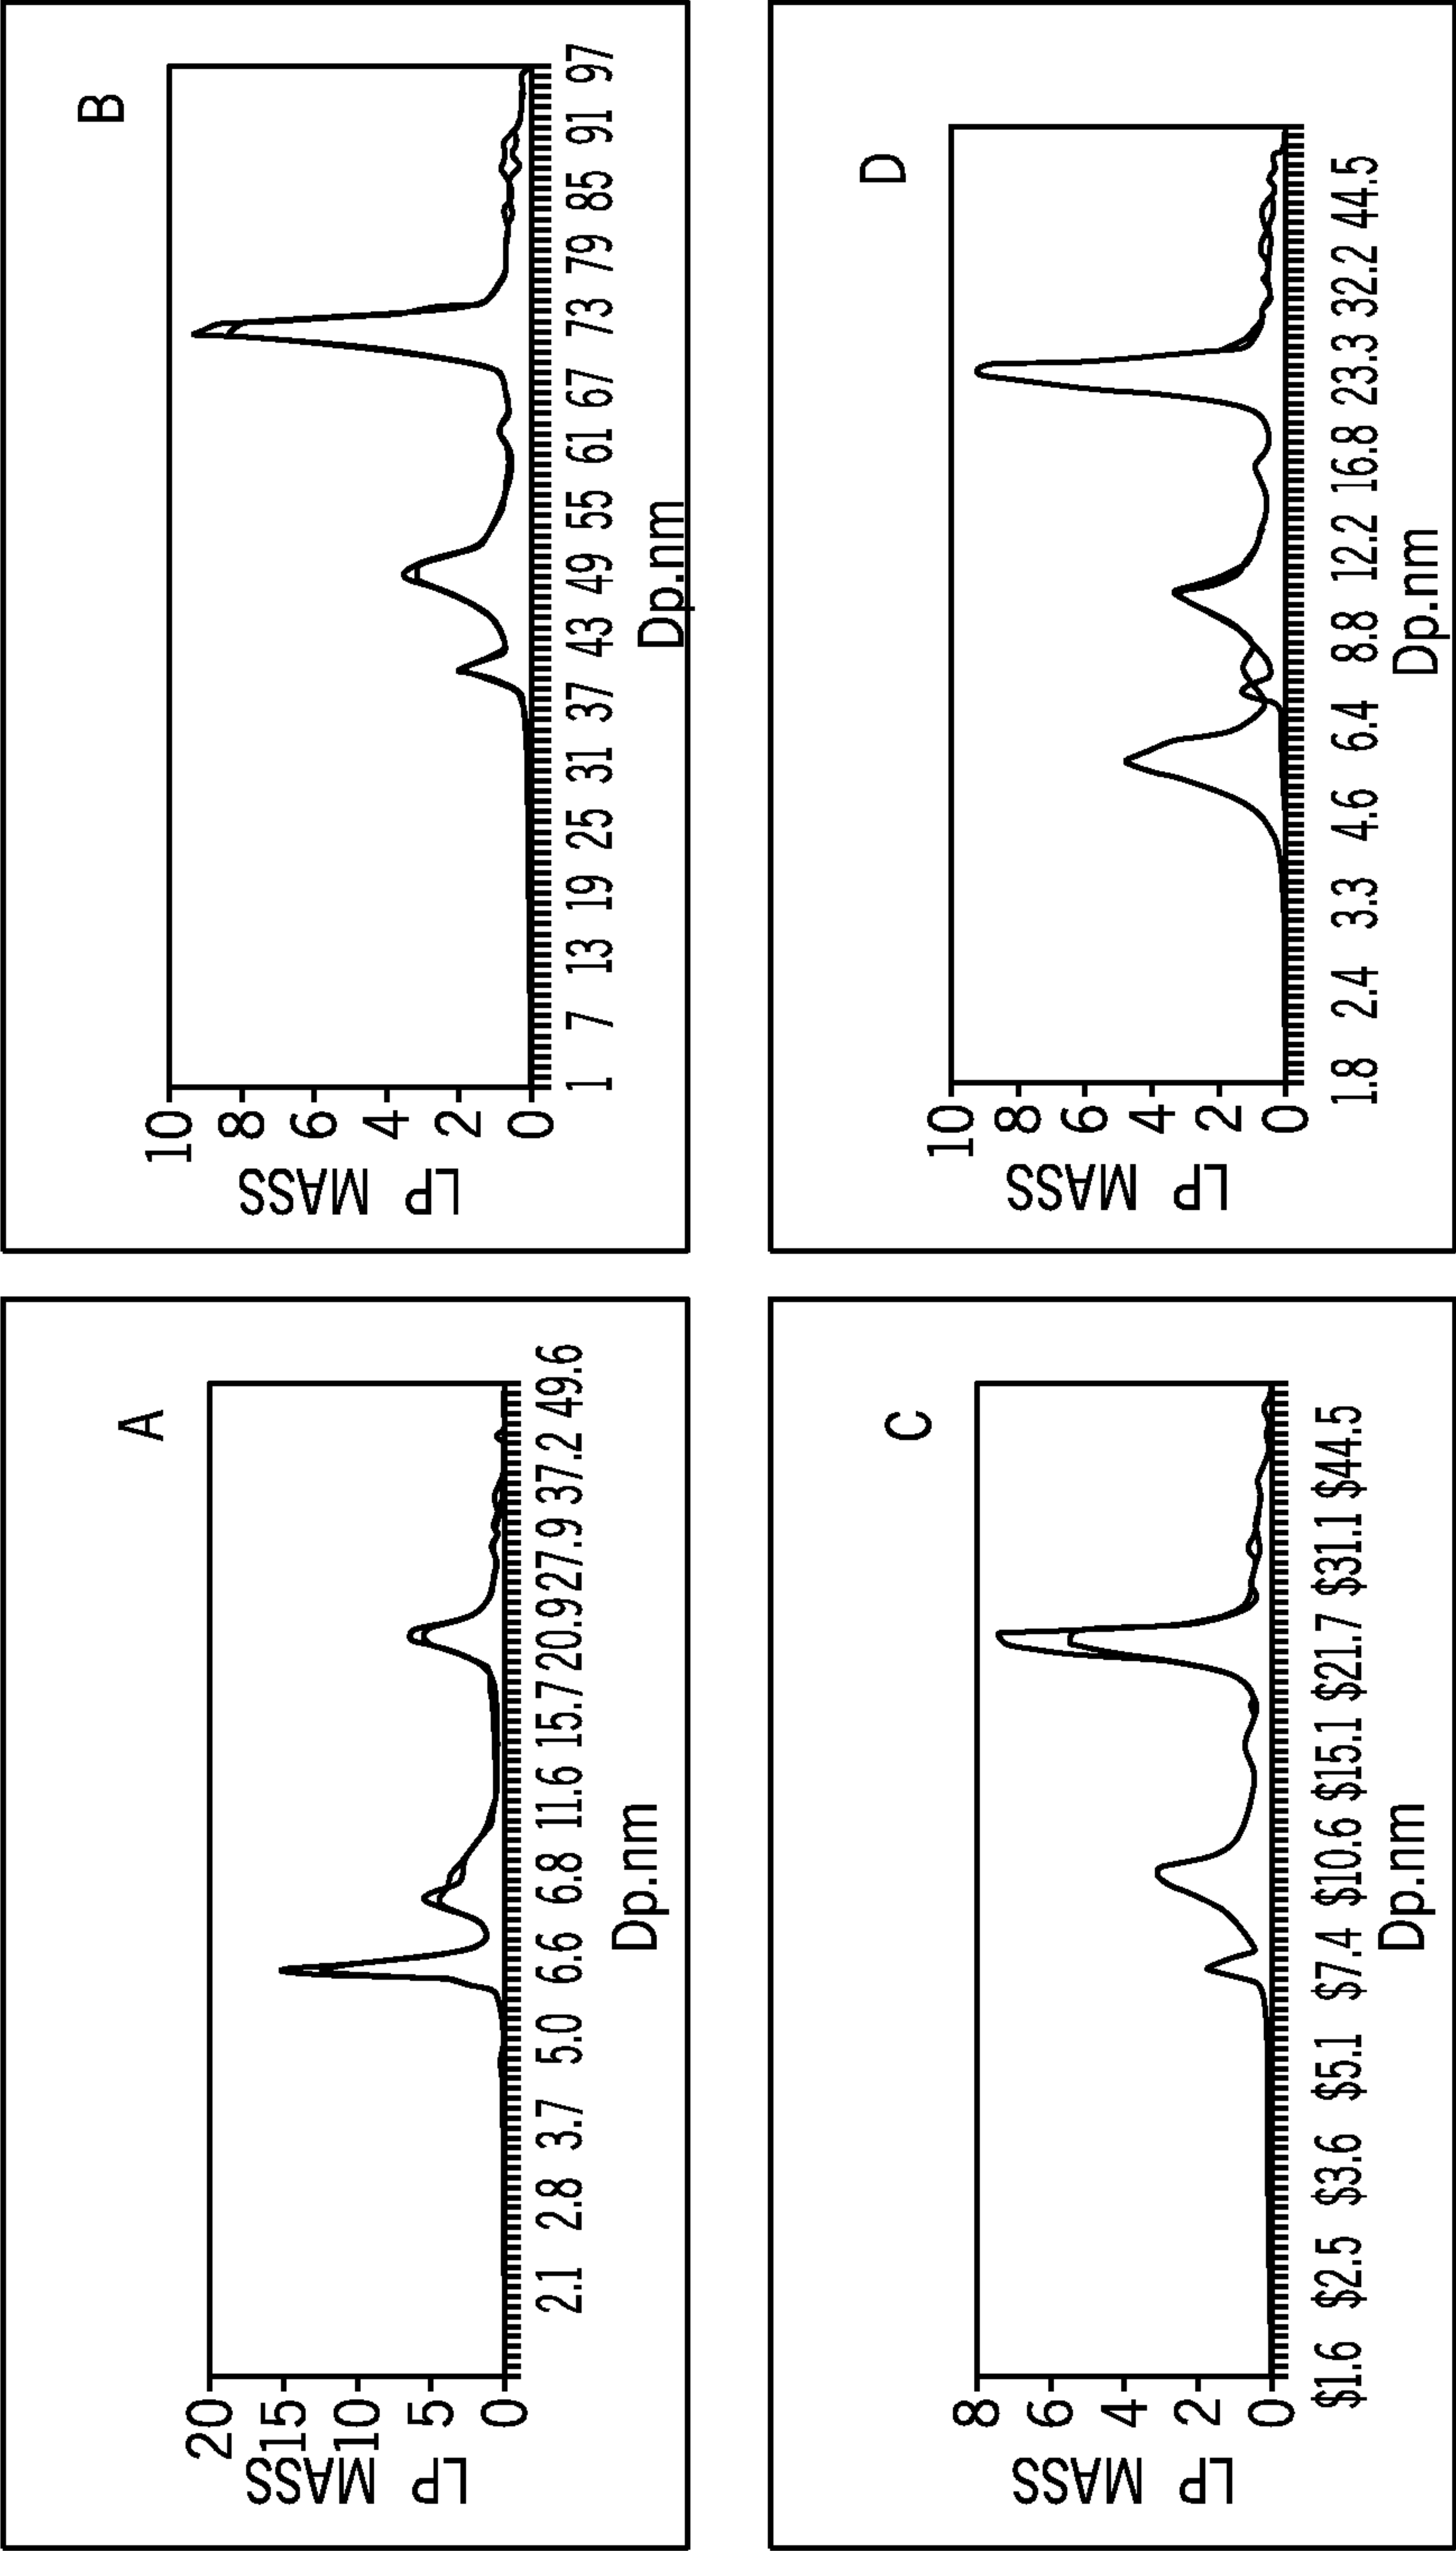 A
20
15
10
5
0
LP MASS
2.1 2.8 3.7 5.0 6.6 6.8 11.6 15.7 20.9 27.9 37.2 49.6
Dp.nm
B
10
8
6
4
2
0
LP MASS
1 7 13 19 25 31 37 43 49 55 61 67 73 79 85 91 97
Dp.nm
C
8
6
4
2
0
LP MASS
$1.6 $2.5 $3.6 $5.1 $7.4 $10.6 $15.1 $21.7 $31.1 $44.5
Dp.nm
D
10
8
6
4
2
0
LP MASS
1.8 2.4 3.3 4.6 6.4 8.8 12.2 16.8 23.3 32.2 44.5
Dp.nm